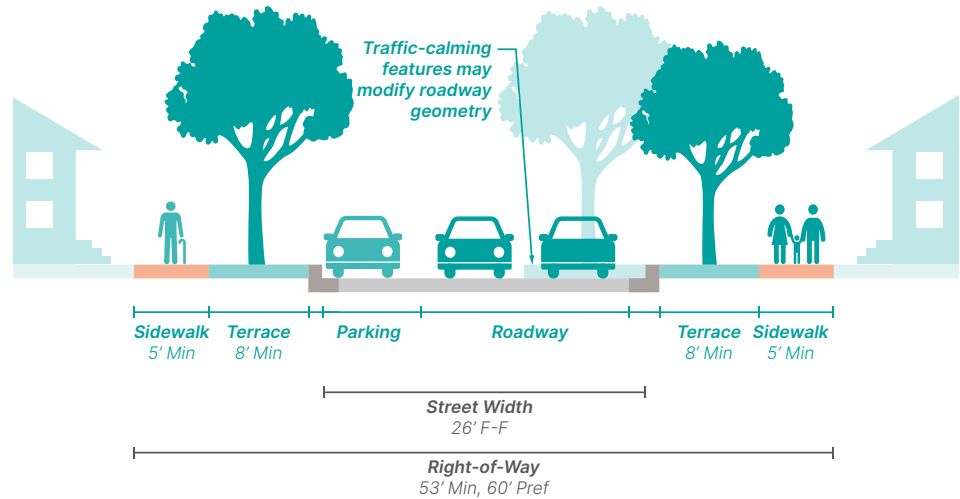 Traffic-calming
features may
modify roadway
geometry
Sidewalk
5’ Min
Terrace
8’ Min
Parking
Roadway
Terrace
8’ Min
Sidewalk
5’ Min
Street Width
26’ F-F
Right-of-Way
53’ Min, 60’ Pref